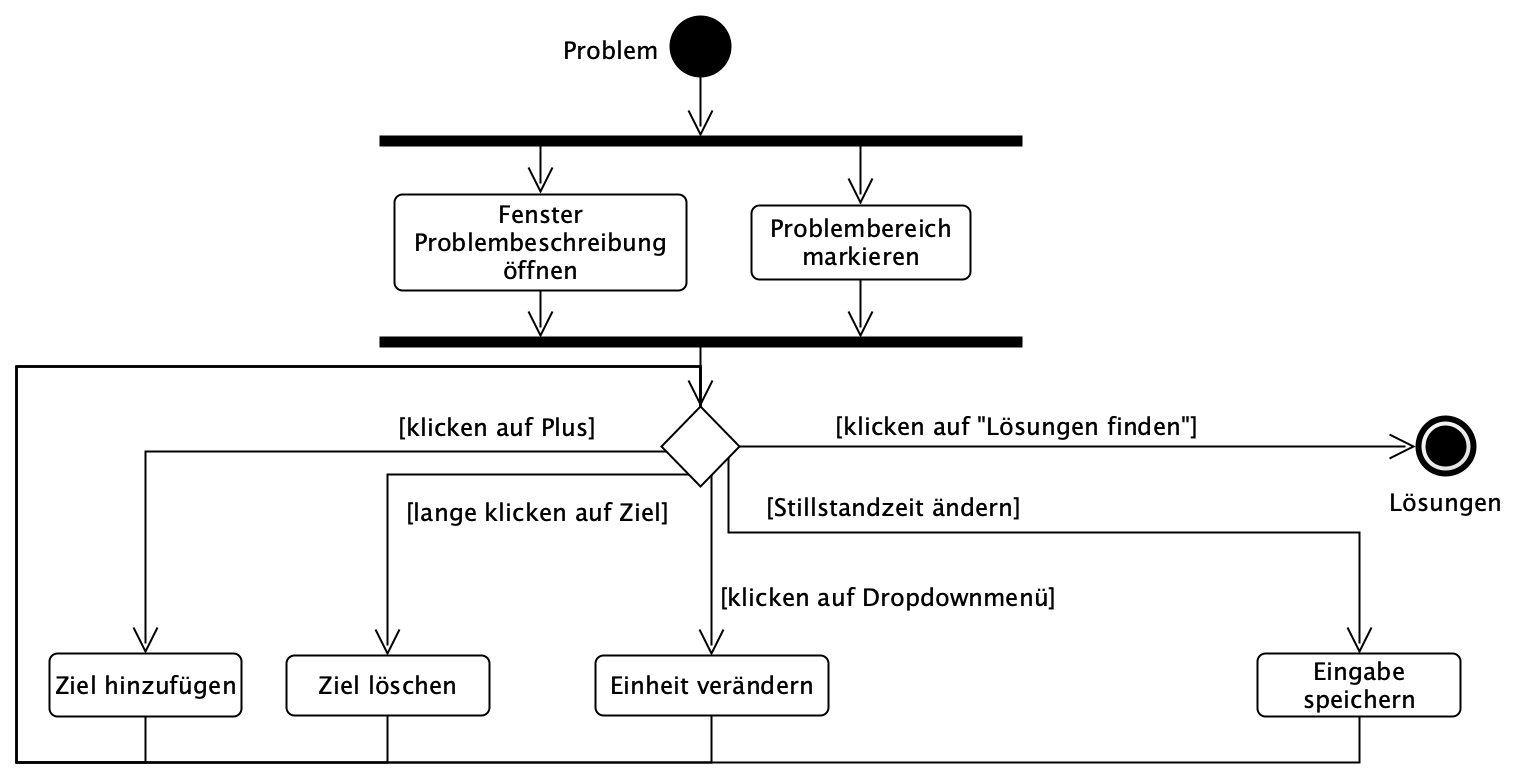 Problem
Fenster
Problembeschreibung
öffnen
Problembereich
markieren
[klicken auf Plus]
[klicken auf "Lösungen finden"]
Lösungen
[lange klicken auf Ziel]
[Stillstandzeit ändern]
[klicken auf Dropdownmenü]
Ziel hinzufügen
Ziel löschen
Einheit verändern
Eingabe
speichern